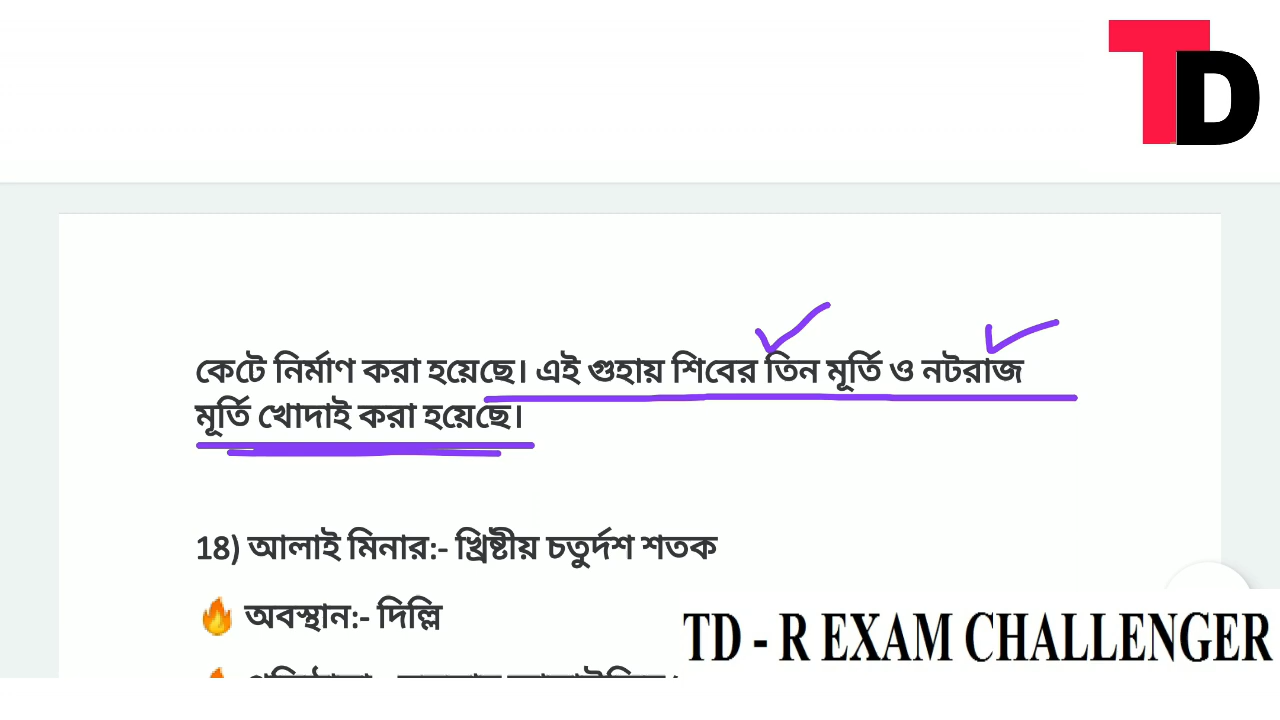 TD
কেটে নির্মাণ করা হয়েছে। এই গুহায় শিবের তিন মূর্তি ও নটরাজ
মূর্তি খোদাই করা হয়েছে।
18) আলাই মিনার:- খ্রিষ্টীয় চতুর্দশ শতক
🔥 অবস্থান:- দিল্লি
TD - R EXAM CHALLENGER